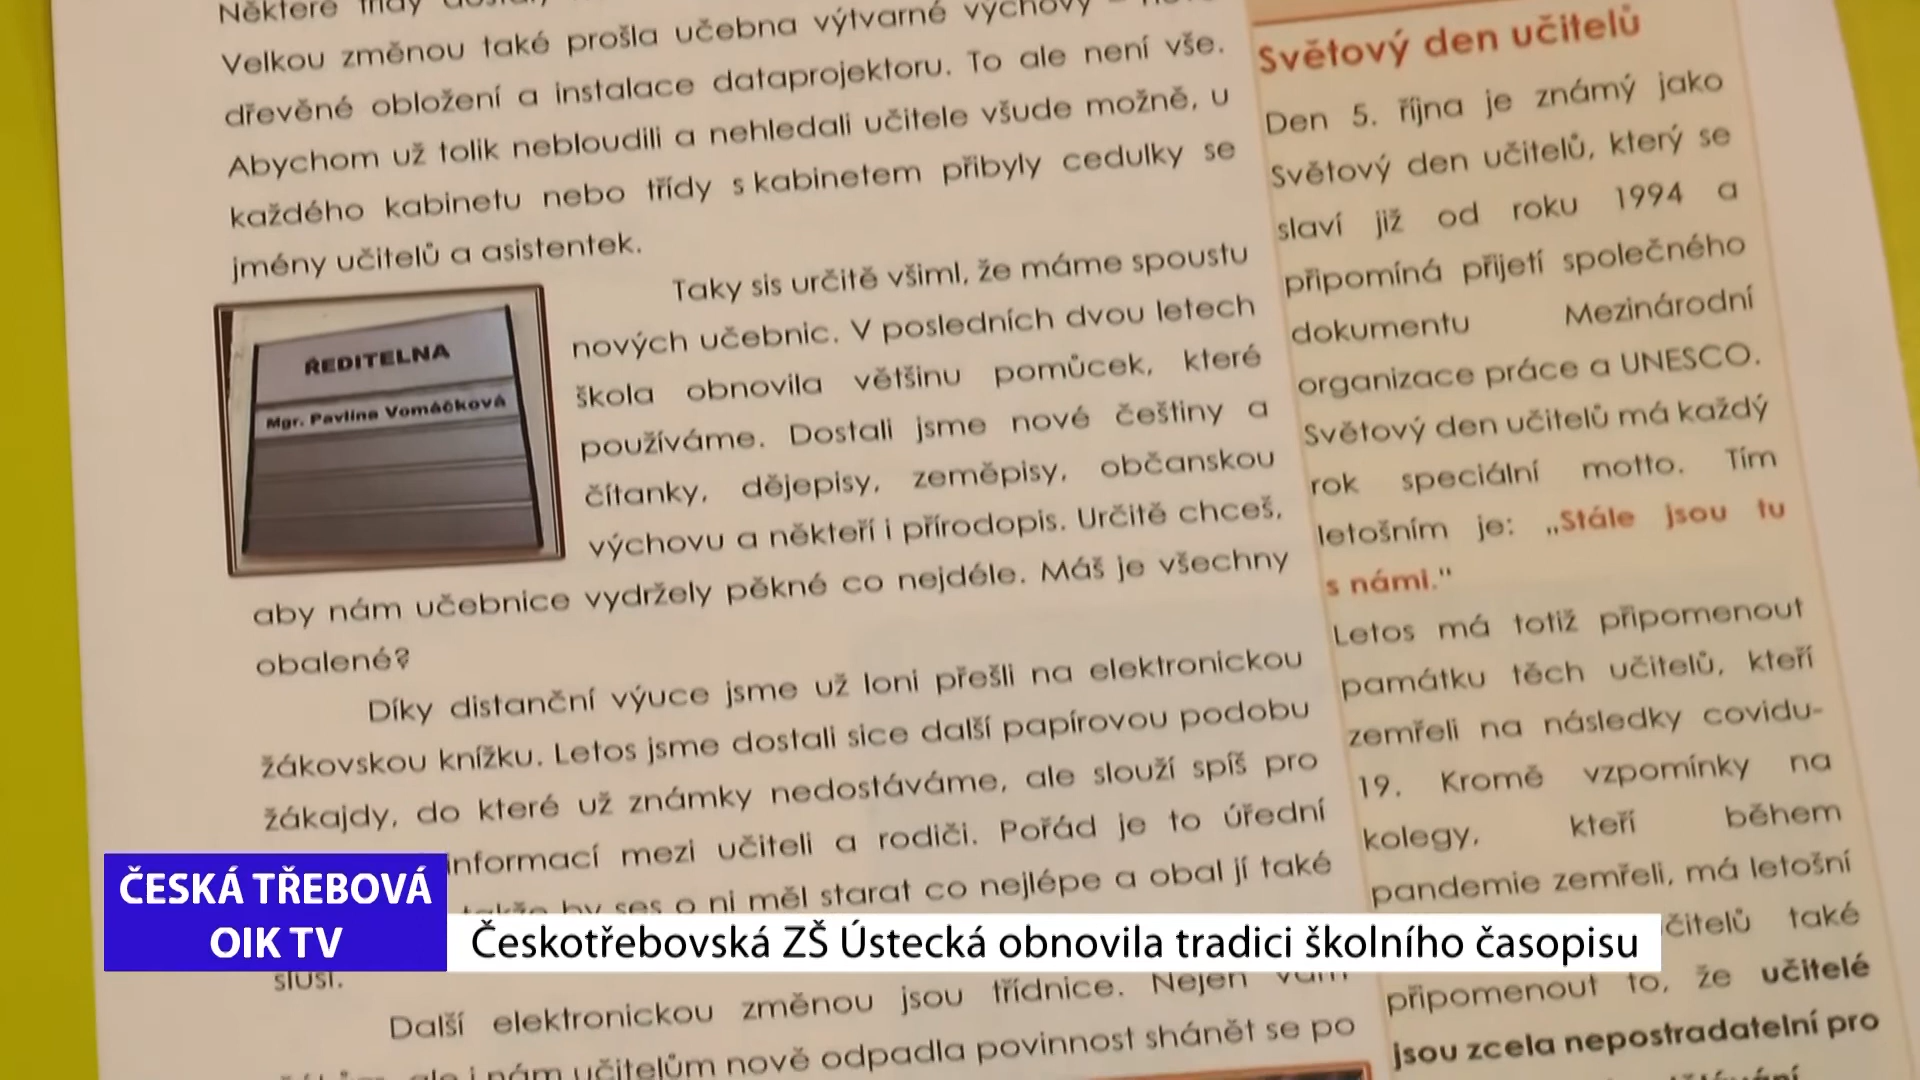 Některé třídy
Velkou změnou také prošla učebna výtvarné výchovy –
dřevěné obložení a instalace dataprojektoru. To ale není vše.
Abychom už tolik nebloudili a nehledali učitele všude možně, u
každého kabinetu nebo třídy s kabinetem přibyly cedulky se
jmény učitelů a asistentek.
ŘEDITELNA
Mgr. Pavlína Vomáčková
Taky sis určitě všiml, že máme spoustu
nových učebnic. V posledních dvou letech
škola obnovila většinu pomůcek, které
používáme. Dostali jsme nové češtiny a
čítanky, dějepisy, zeměpisy, občanskou
výchovu a někteří i přírodopis. Určitě chceš,
aby nám učebnice vydržely pěkné co nejdéle. Máš je všechny
obalené?
Díky distanční výuce jsme už loni přešli na elektronickou
žákovskou knížku. Letos jsme dostali sice další papírovou podobu
žákajdy, do které už známky nedostáváme, ale slouží spíš pro
informací mezi učiteli a rodiči. Pořád je to úřední
takže by ses o ni měl starat co nejlépe a obal jí také
sluší.
Další elektronickou změnou jsou třídnice. Nejen vám
ale i nám učitelům nově odpadla povinnost shánět se po
Světový den učitelů
Den 5. října je známý jako
Světový den učitelů, který se
slaví již od roku 1994 a
připomíná přijetí společného
dokumentu Mezinárodní
organizace práce a UNESCO.
Světový den učitelů má každý
rok speciální motto. Tím
letošním je: „Stále jsou tu
s námi."
Letos má totiž připomenout
památku těch učitelů, kteří
zemřeli na následky covidu-
19. Kromě vzpomínky na
kolegy, kteří během
pandemie zemřeli, má letošní
čitelů také
připomenout to, že učitelé
jsou zcela nepostradatelní pro
ČESKÁ TŘEBOVÁ
OIK TV
Českotřebovská ZŠ Ústecká obnovila tradici školního časopisu